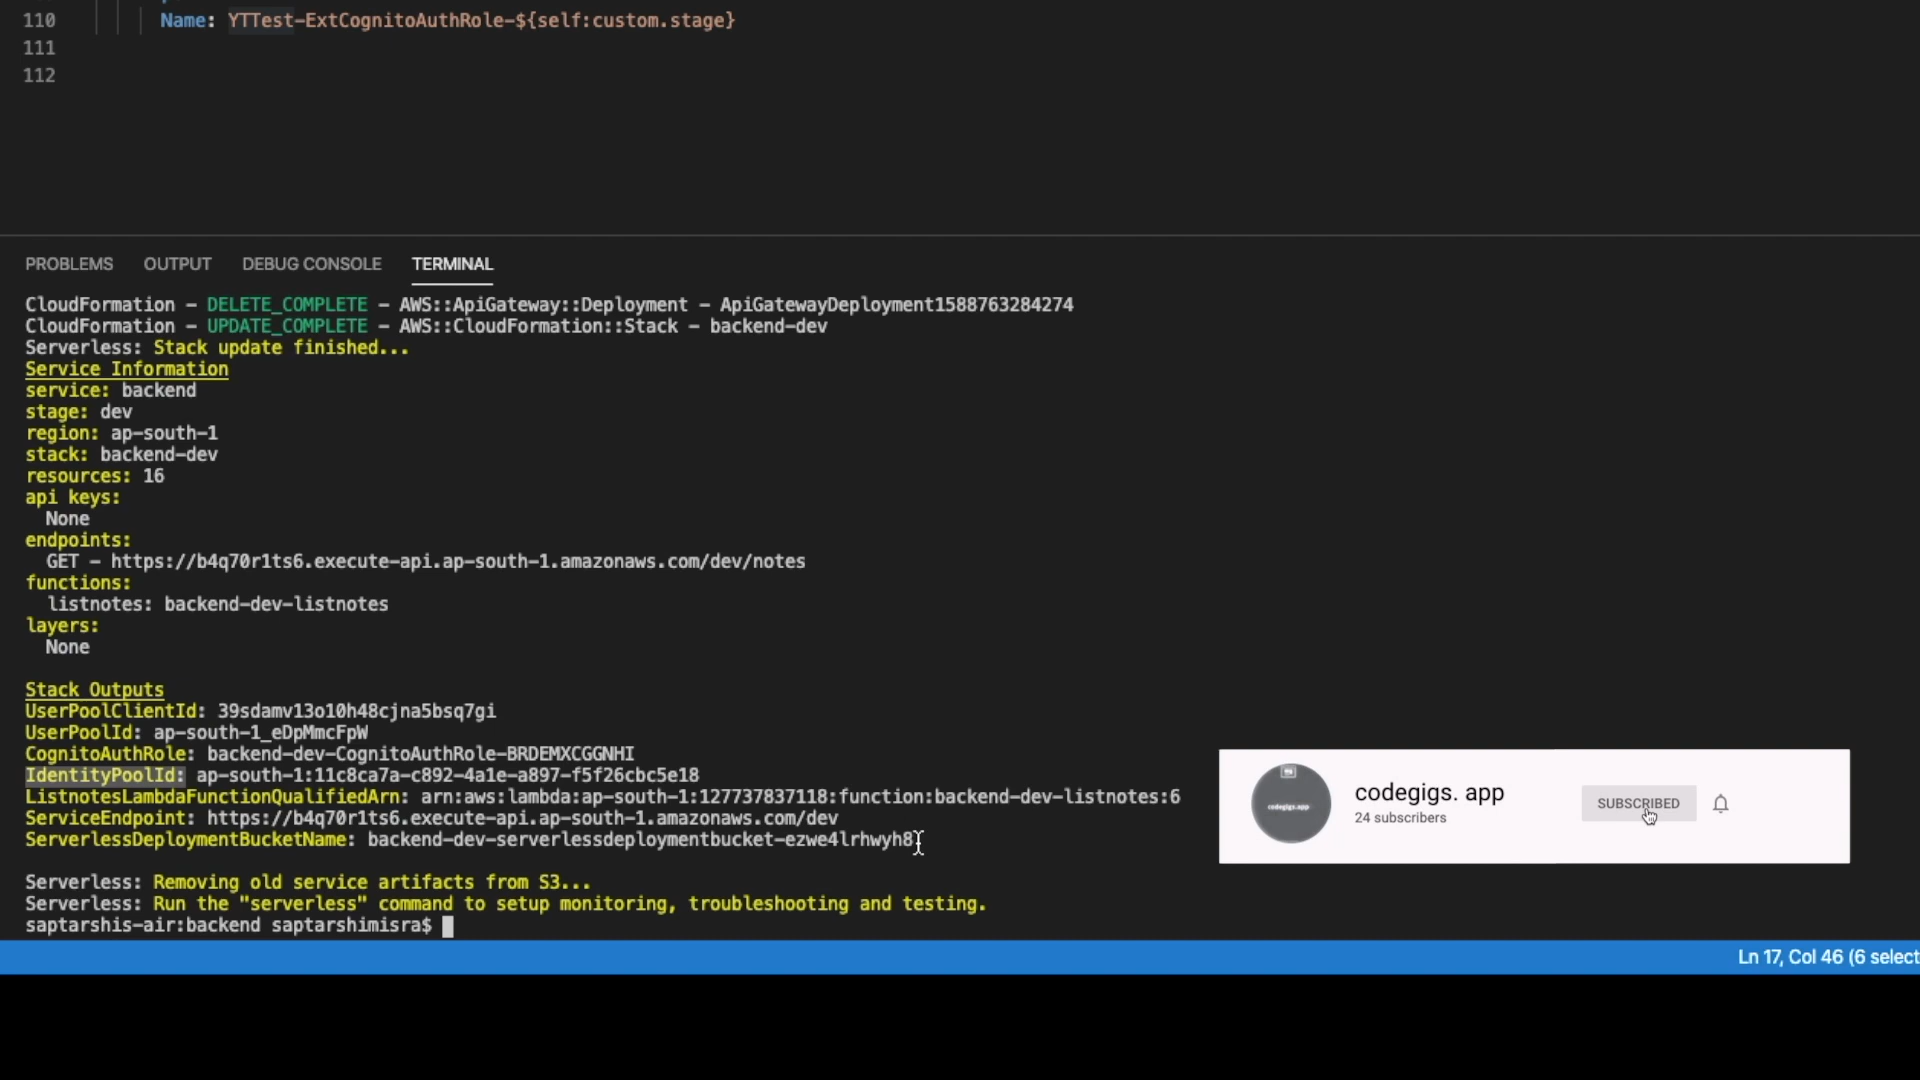 110 Name: YTTest-ExtCognitoAuthRole-${self:custom.stage}
111
112
PROBLEMS OUTPUT DEBUG CONSOLE TERMINAL
CloudFormation - DELETE_COMPLETE - AWS::ApiGateway::Deployment - ApiGatewayDeployment1588763284274
CloudFormation - UPDATE_COMPLETE - AWS::CloudFormation::Stack - backend-dev
Serverless: Stack update finished...
Service Information
service: backend
stage: dev
region: ap-south-1
stack: backend-dev
resources: 16
api keys:
None
endpoints:
GET - https://b4q70r1ts6.execute-api.ap-south-1.amazonaws.com/dev/notes
functions:
listnotes: backend-dev-listnotes
layers:
None
Stack Outputs
UserPoolClientId: 39sdamv13o10h48cjna5bsq7gi
UserPoolId: ap-south-1_eDpMmcFpW
CognitoAuthRole: backend-dev-CognitoAuthRole-BRDEMXCGGNHI
IdentityPoolId: ap-south-1:11c8ca7a-c892-4a1e-a897-f5f26cbc5e18
ListnotesLambdaFunctionQualifiedArn: arn:aws:lambda:ap-south-1:127737837118:function:backend-dev-listnotes:6
ServiceEndpoint: https://b4q70r1ts6.execute-api.ap-south-1.amazonaws.com/dev
ServerlessDeploymentBucketName: backend-dev-serverlessdeploymentbucket-ezwe4lrhwyh8
codegigs.app
codegigs. app
24 subscribers
SUBSCRIBED
Serverless: Removing old service artifacts from S3...
Serverless: Run the "serverless" command to setup monitoring, troubleshooting and testing.
saptarshis-air:backend saptarshimisra$
Ln 17, Col 46 (6 select